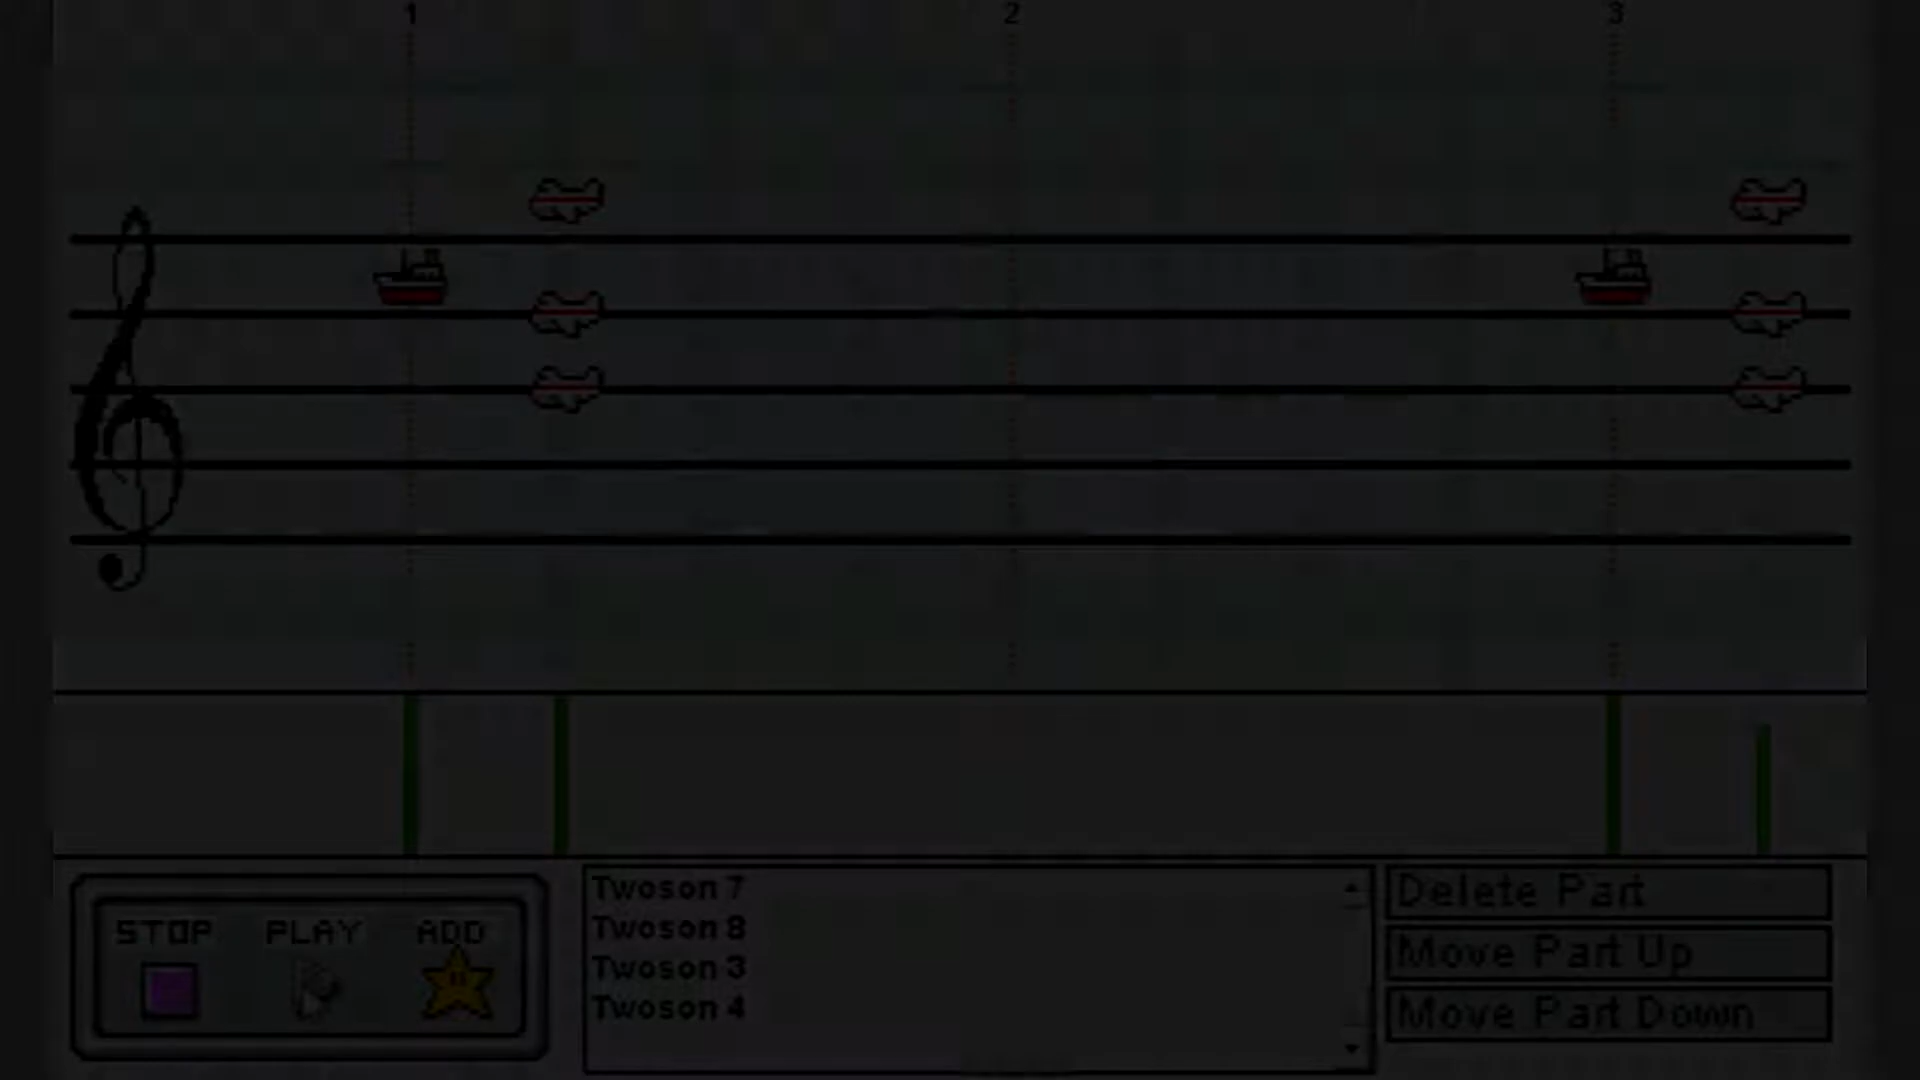 1 2 3
STOP PLAY ADD
Twoson 7
Twoson 8
Twoson 3
Twoson 4
Delete Part
Move Part Up
Move Part Down